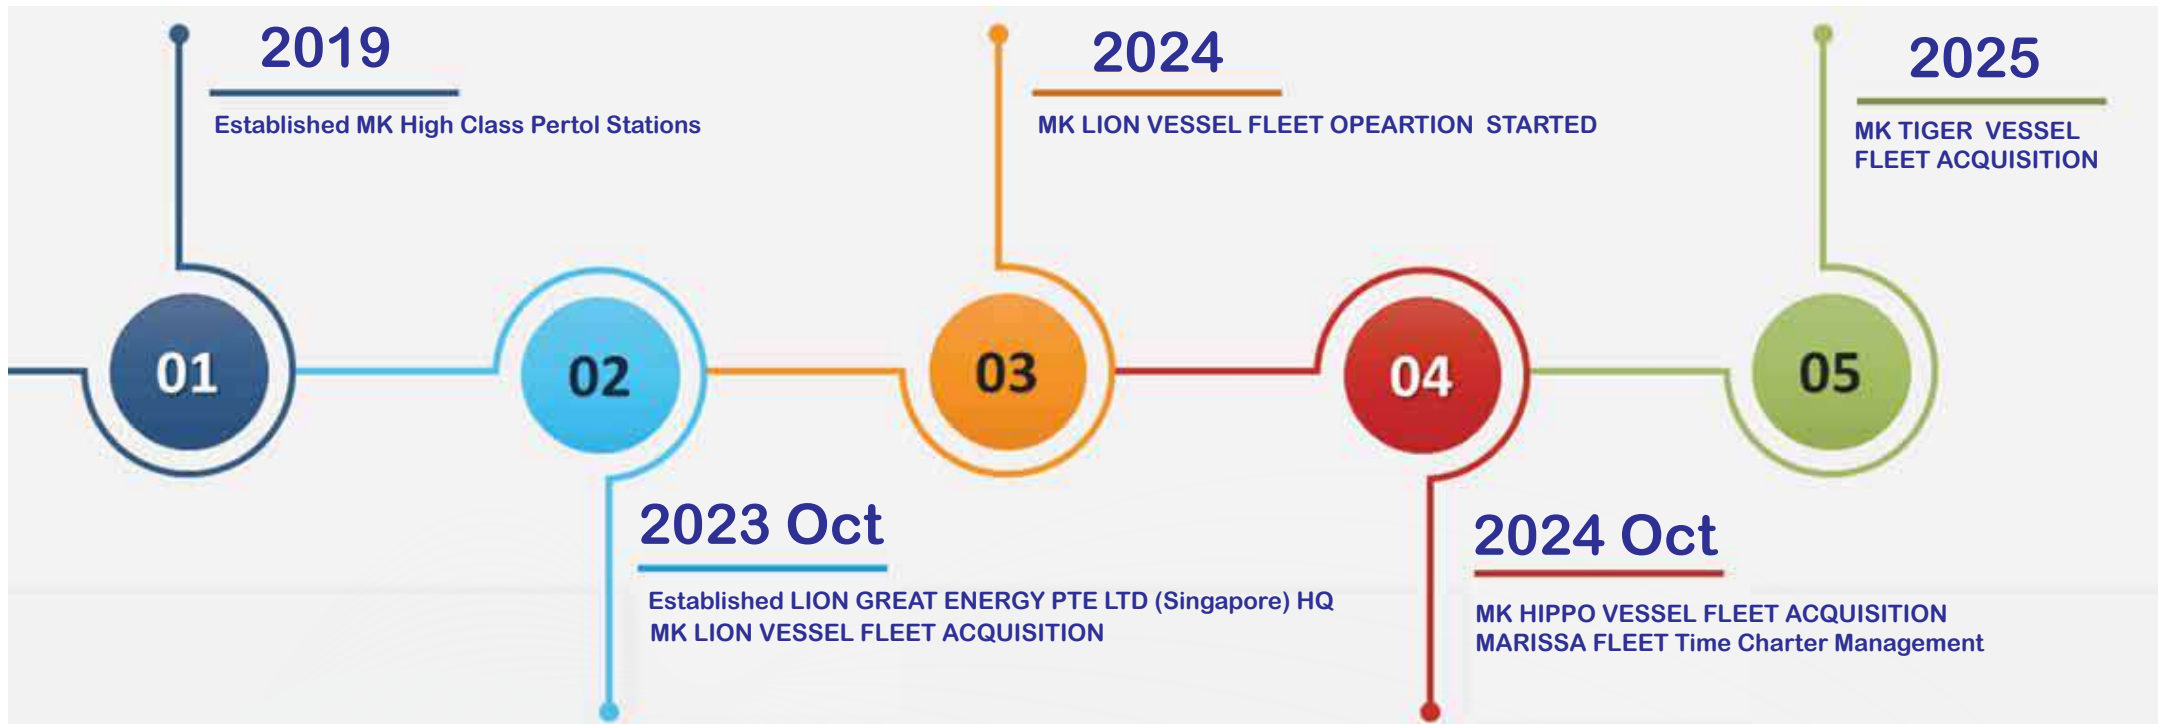 2019
Established MK High Class Pertol Stations
01
2023 Oct
Established LION GREAT ENERGY PTE LTD (Singapore) HQ
MK LION VESSEL FLEET ACQUISITION
02
2024
MK LION VESSEL FLEET OPEARTION STARTED
03
2024 Oct
MK HIPPO VESSEL FLEET ACQUISITION
MARISSA FLEET Time Charter Management
04
2025
MK TIGER VESSEL
FLEET ACQUISITION
05